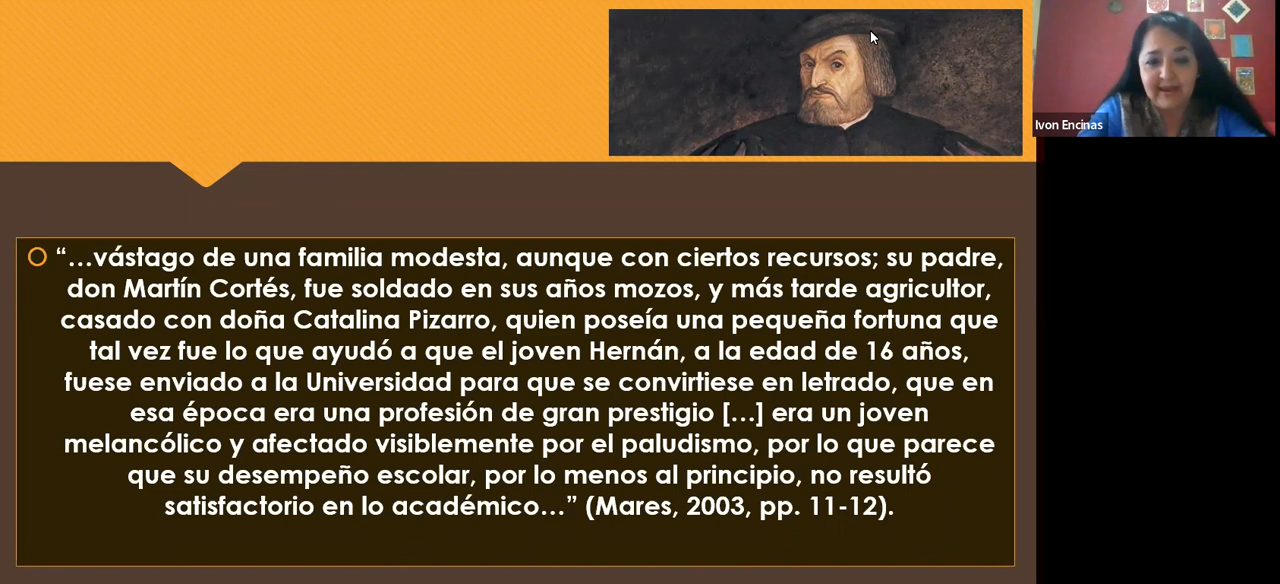 Ivon Encinas
“…vástago de una familia modesta, aunque con ciertos recursos; su padre,
don Martín Cortés, fue soldado en sus años mozos, y más tarde agricultor,
casado con doña Catalina Pizarro, quien poseía una pequeña fortuna que
tal vez fue lo que ayudó a que el joven Hernán, a la edad de 16 años,
fuese enviado a la Universidad para que se convirtiese en letrado, que en
esa época era una profesión de gran prestigio […] era un joven
melancólico y afectado visiblemente por el paludismo, por lo que parece
que su desempeño escolar, por lo menos al principio, no resultó
satisfactorio en lo académico…” (Mares, 2003, pp. 11-12).